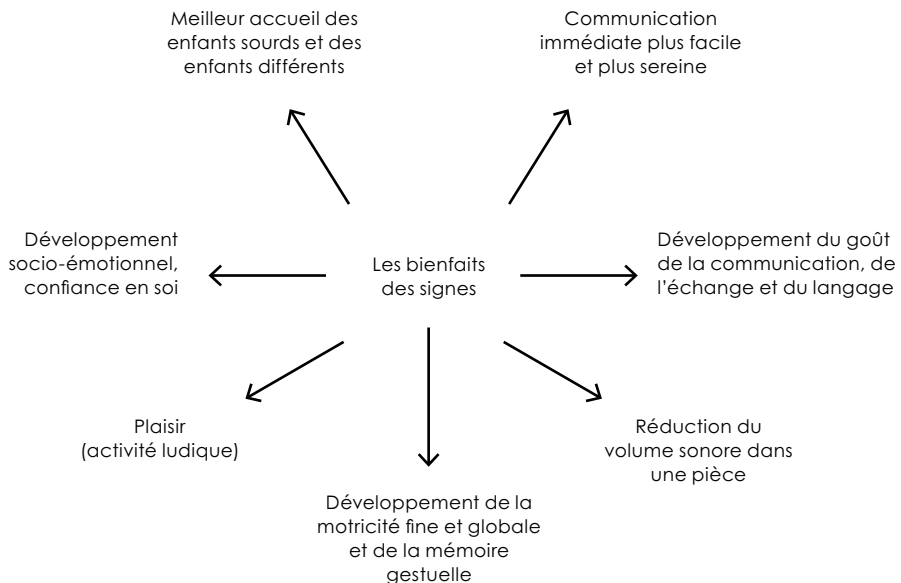 Meilleur accueil des
enfants sourds et des
enfants différents
Communication
immédiate plus facile
et plus sereine
Développement
socio-émotionnel,
confiance en soi
Les bienfaits
des signes
Développement du goût
de la communication, de
l'échange et du langage
Plaisir
(activité ludique)
Développement de la
motricité fine et globale
et de la mémoire
gestuelle
Réduction du
volume sonore dans
une pièce